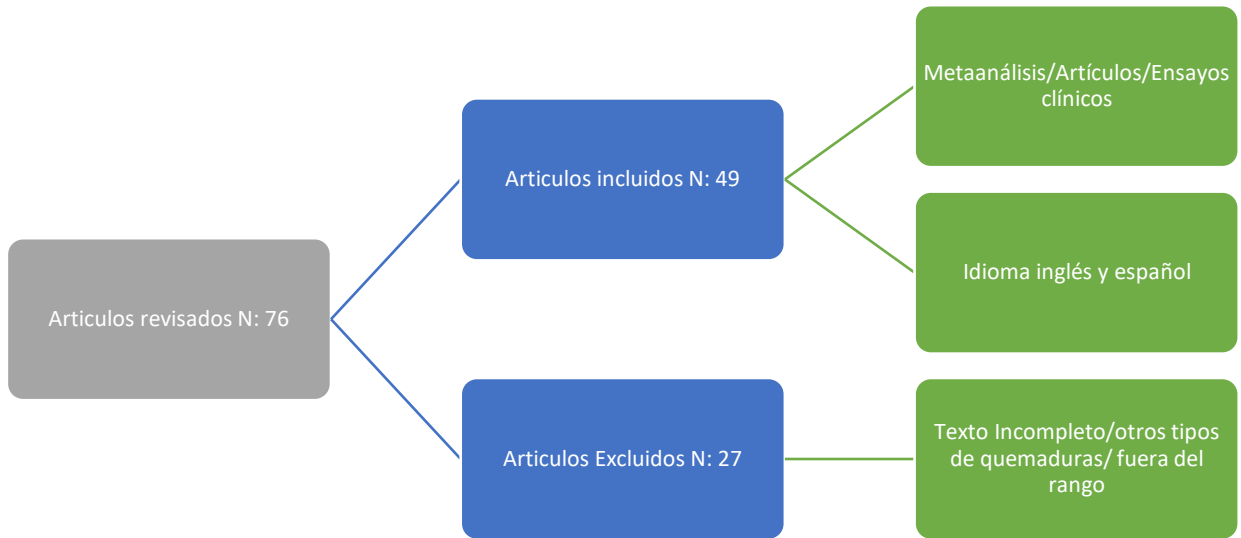 Metaanálisis/Artículos/Ensayos
clínicos
Articulos incluidos N: 49
Idioma inglés y español
Articulos revisados N: 76
Texto Incompleto/otros tipos
de quemaduras/ fuera del
rango
Articulos Excluidos N: 27